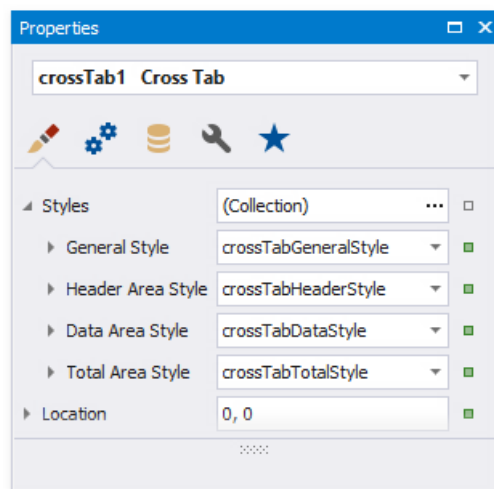 Properties
crossTab1 Cross Tab
Styles (Collection) ...
General Style crossTabGeneralStyle
Header Area Style crossTabHeaderStyle
Data Area Style crossTabDataStyle
Total Area Style crossTabTotalStyle
Location 0, 0